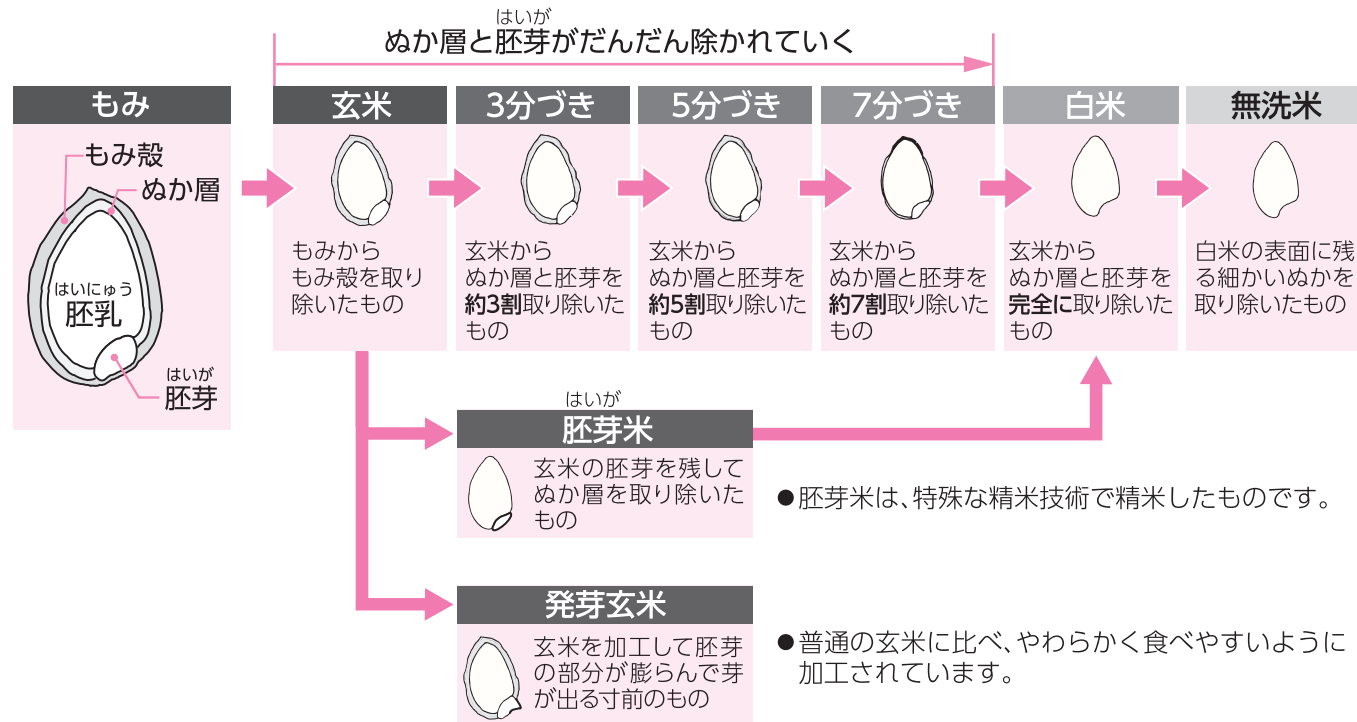 はいが
ぬか層と胚芽がだんだん除かれていく
もみ
もみ殻
ぬか層
はいにゅう
胚乳
はいが
胚芽
玄米
もみから
もみ殻を取り
除いたもの
3分づき
玄米から
ぬか層と胚芽を
約3割取り除いた
もの
5分づき
玄米から
ぬか層と胚芽を
約5割取り除いた
もの
7分づき
玄米から
ぬか層と胚芽を
約7割取り除いた
もの
白米
玄米から
ぬか層と胚芽を
完全に取り除いた
もの
無洗米
白米の表面に残
る細かいぬかを
取り除いたもの
はいが
胚芽米
玄米の胚芽を残して
ぬか層を取り除いた
もの
●胚芽米は、特殊な精米技術で精米したものです。
発芽玄米
玄米を加工して胚芽
の部分が膨らんで芽
が出る寸前のもの
●普通の玄米に比べ、やわらかく食べやすいように
加工されています。